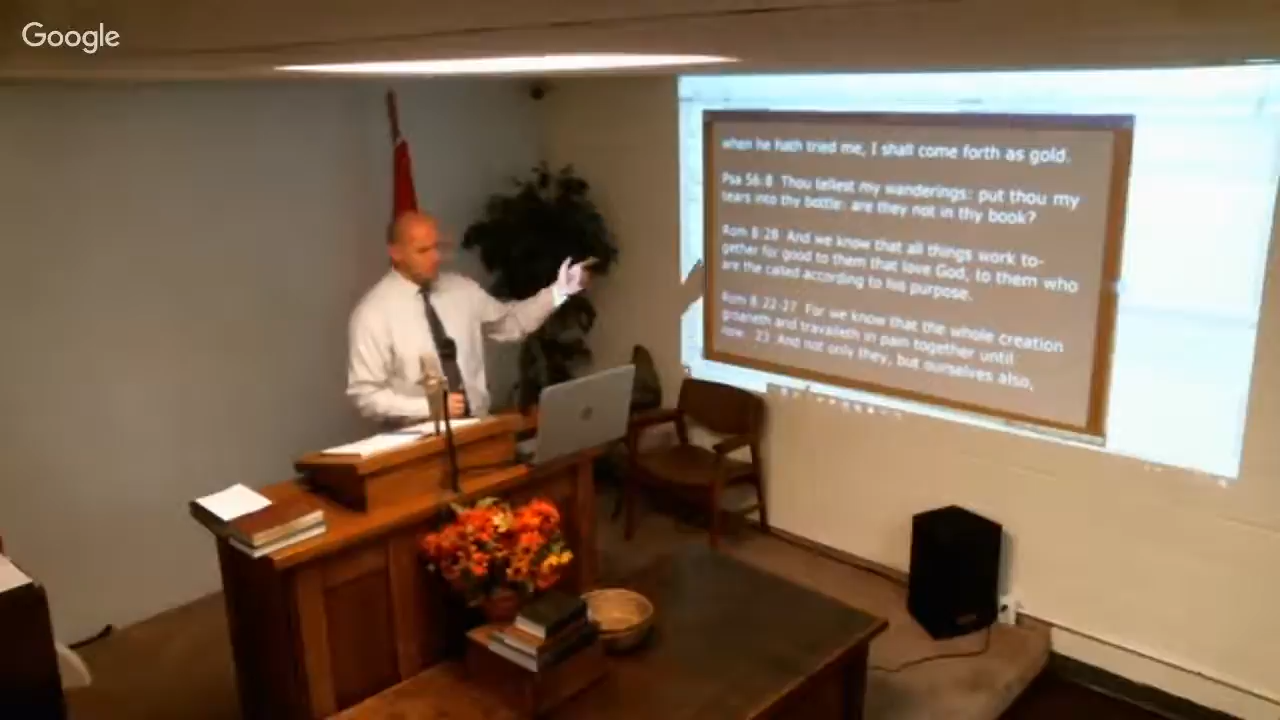 Google
when he hath tried me, I shall come forth as gold.
Psa 56:8 Thou tellest my wanderings: put thou my
tears into thy bottle: are they not in thy book?
Rom 8:28 And we know that all things work to-
gether for good to them that love God, to them who
are the called according to his purpose.
Rom 8:22-27 For we know that the whole creation
groaneth and travaileth in pain together until
now. 23 And not only they, but ourselves also,